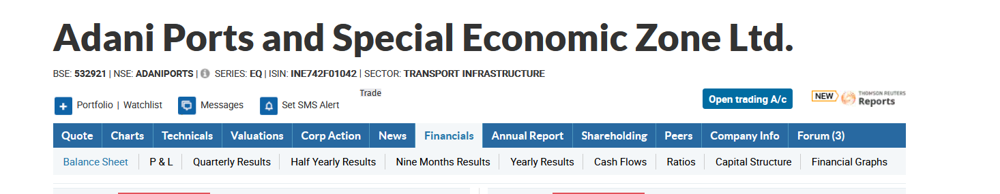 Adani Ports and Special Economic Zone Ltd.
BSE: 532921 | NSE: ADANIPORTS | SERIES: EQ | ISIN: INE742F01042 | SECTOR: TRANSPORT INFRASTRUCTURE
Trade
Portfolio | Watchlist Messages Set SMS Alert Open trading A/c NEW THOMSON REUTERS Reports
Quote Charts Technicals Valuations Corp Action News Financials Annual Report Shareholding Peers Company Info Forum (3)
Balance Sheet P & L Quarterly Results Half Yearly Results Nine Months Results Yearly Results Cash Flows Ratios Capital Structure Financial Graphs